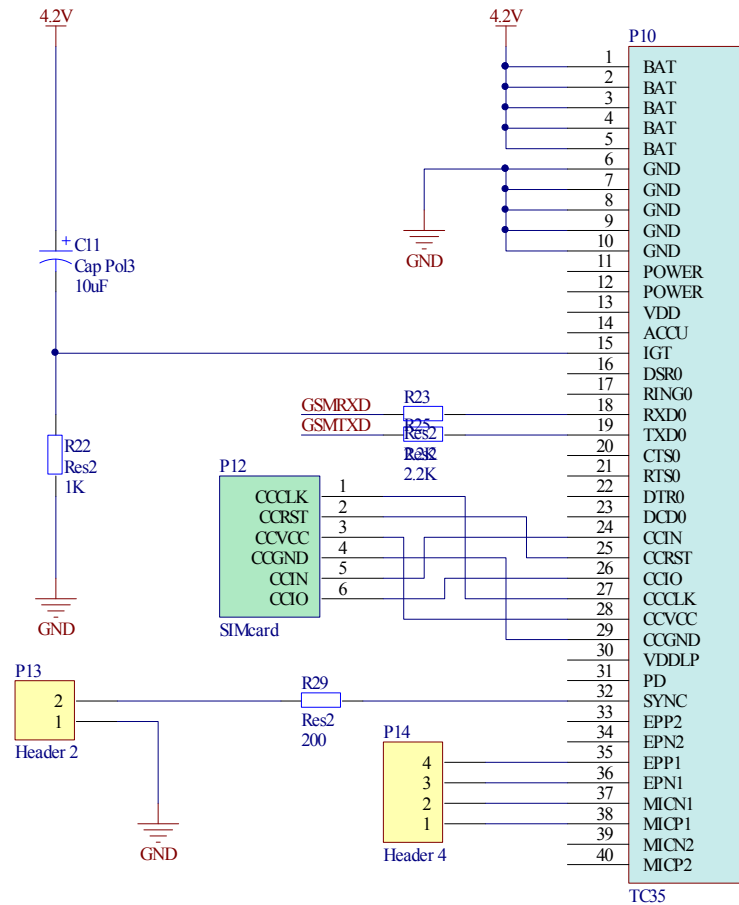 4.2V
4.2V
P10
1 BAT
2 BAT
3 BAT
4 BAT
5 BAT
6 GND
7 GND
8 GND
9 GND
10 GND
11 POWER
12 POWER
13 VDD
14 ACCU
15 IGT
16 DSR0
17 RING0
18 RXD0
19 TXD0
20 CTS0
21 RTS0
22 DTR0
23 DCD0
24 CCIN
25 CCRST
26 CCIO
27 CCCLK
28 CCVCC
29 CCGND
30 VDDLP
31 PD
32 SYNC
33 EPP2
34 EPN2
35 EPP1
36 EPN1
37 MICN1
38 MICP1
39 MICN2
40 MICP2
TC35
GND
+
C11
Cap Pol3
10uF
R22
Res2
1K
GND
GSMRXD
R23
GSMTXD
R25
Res2
2.2K
P12
CCCLK 1
CCRST 2
CCVCC 3
CCGND 4
CCIN 5
CCIO 6
SIMcard
P13
2
1
Header 2
R29
Res2
200
GND
P14
4
3
2
1
Header 4